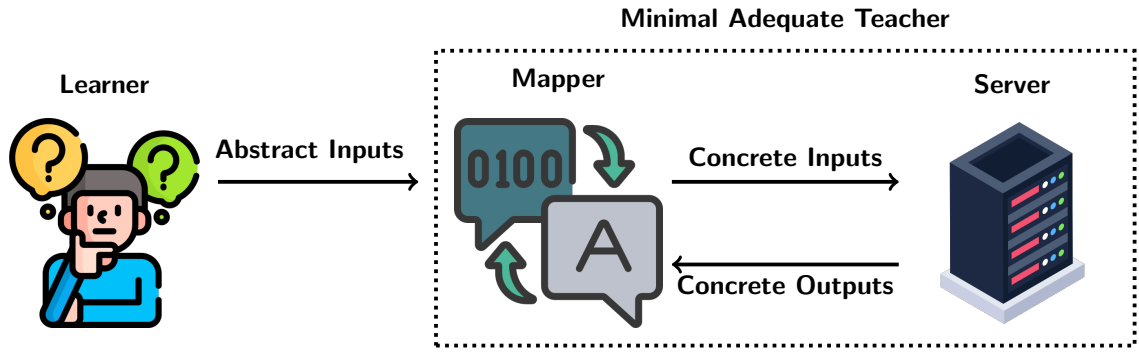 Minimal Adequate Teacher
Learner
Mapper
Server
Abstract Inputs
Concrete Inputs
Concrete Outputs
? ?
0100
A